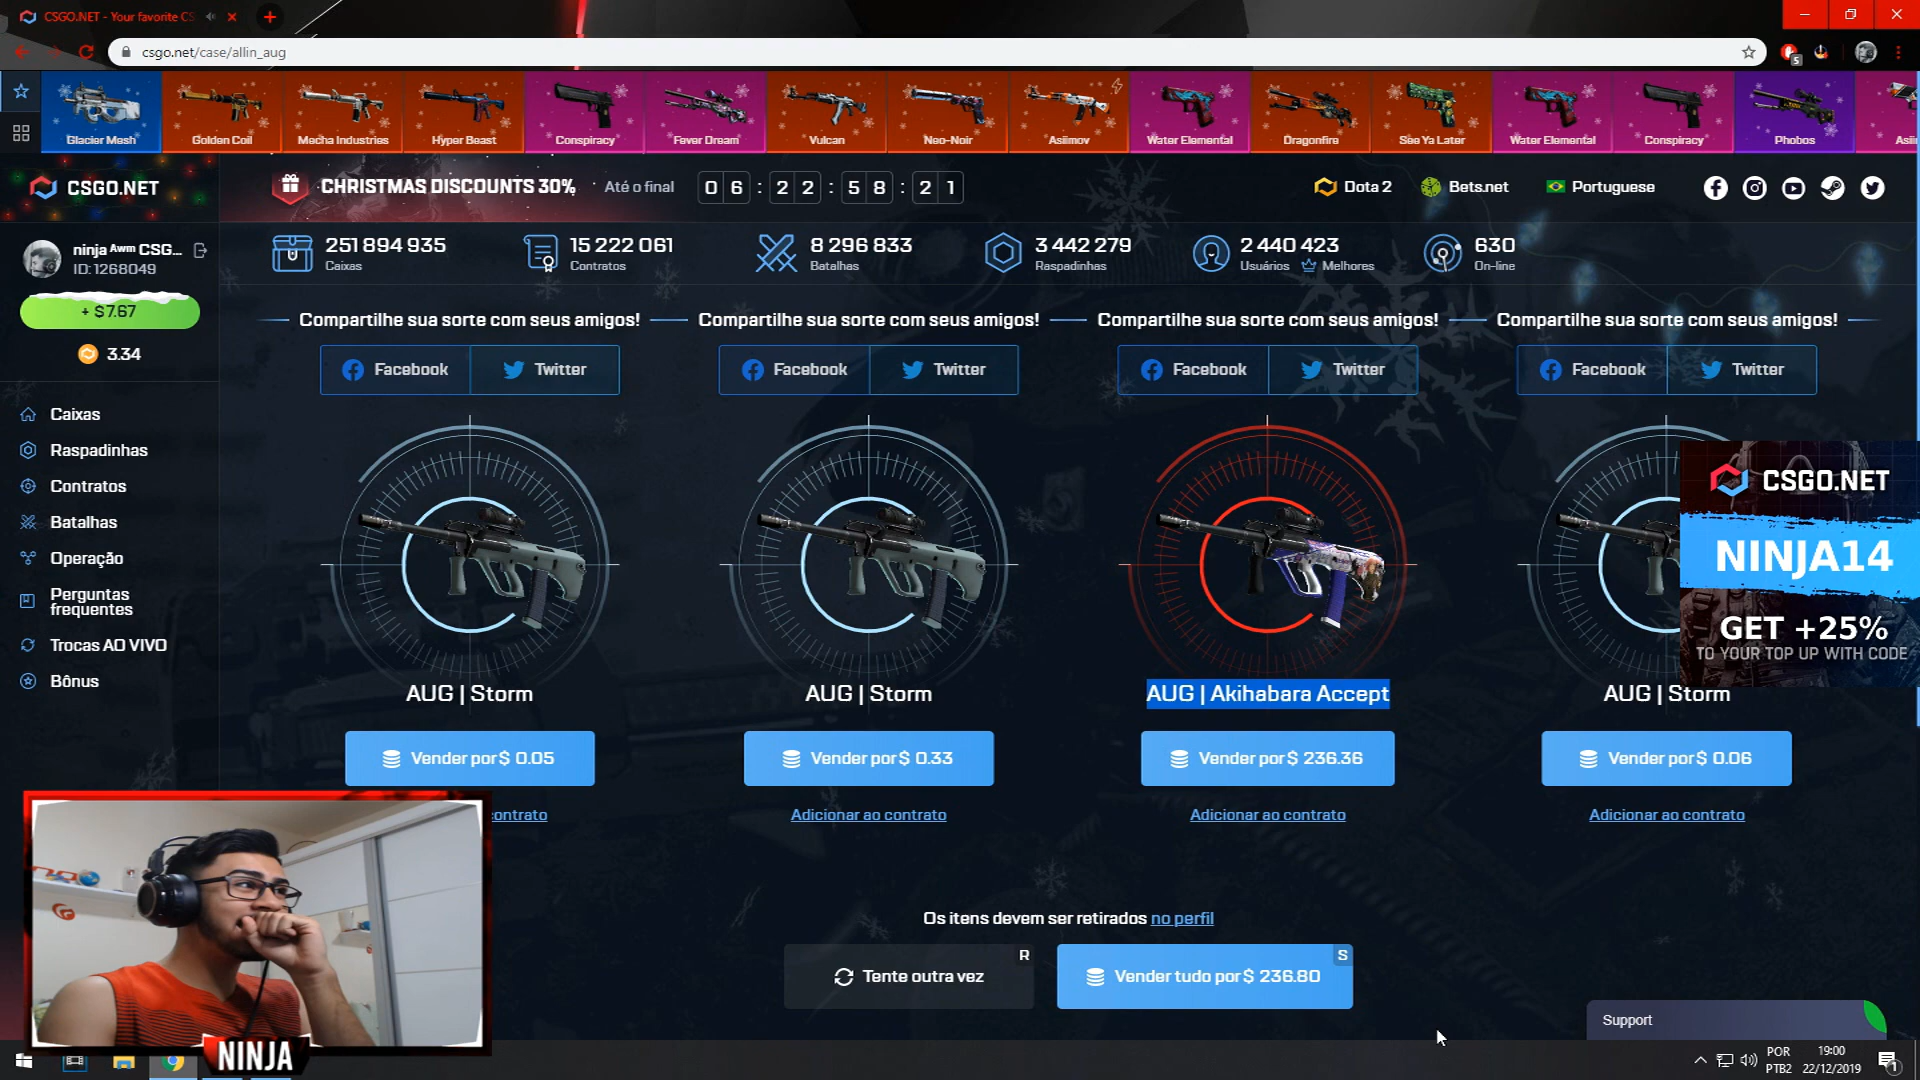 CSGO.NET - Your favorite CS
csgo.net/case/allin_aug
5
Glacier Mesh
Golden Coil
Mecha Industries
Hyper Beast
Conspiracy
Fever Dream
Vulcan
Neo-Noir
Asiimov
Water Elemental
Dragonfire
See Ya Later
Water Elemental
Conspiracy
Phobos
Asii
CSGO.NET
CHRISTMAS DISCOUNTS 30%
Até o final
06:22:58:21
Dota 2
Bets.net
Portuguese
ninja ᴬʷᵐ CSG...
ID:1268049
+ $7.67
3.34
251 894 935
Caixas
15 222 061
Contratos
8 296 833
Batalhas
3 442 279
Raspadinhas
2 440 423
Usuários Melhores
630
On-line
Caixas
Raspadinhas
Contratos
Batalhas
Operação
Perguntas
frequentes
Trocas AO VIVO
Bônus
Compartilhe sua sorte com seus amigos!
Compartilhe sua sorte com seus amigos!
Compartilhe sua sorte com seus amigos!
Compartilhe sua sorte com seus amigos!
Facebook Twitter
Facebook Twitter
Facebook Twitter
Facebook Twitter
AUG | Storm
AUG | Storm
AUG | Akihabara Accept
AUG | Storm
Vender por $ 0.05
Vender por $ 0.33
Vender por $ 236.36
Vender por $ 0.06
contrato
Adicionar ao contrato
Adicionar ao contrato
Adicionar ao contrato
CSGO.NET
NINJA14
GET +25%
TO YOUR TOP UP WITH CODE
Os itens devem ser retirados no perfil
Tente outra vez R
Vender tudo por $ 236.80 S
Support
NINJA
POR
PTB2
19:00
22/12/2019
1